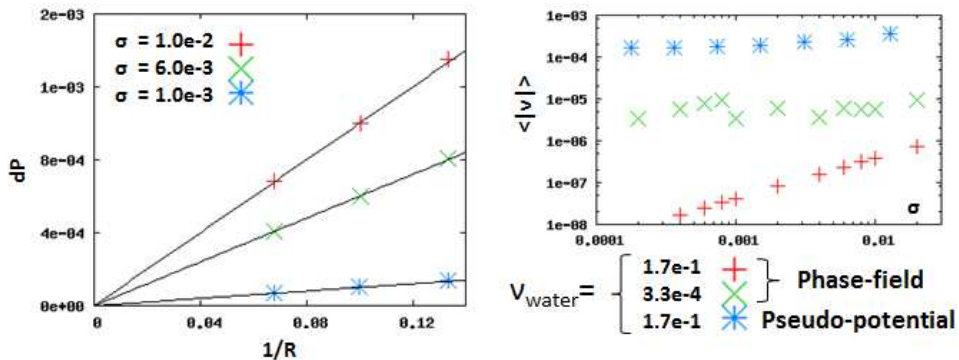 2e-03
1e-03
8e-04
4e-04
0e+00
dP
σ = 1.0e-2
σ = 6.0e-3
σ = 1.0e-3
0
0.04
0.08
0.12
1/R
1e-03
1e-04
1e-05
1e-06
1e-07
1e-08
<|v|>
σ
0.0001
0.001
0.01
νwater=
1.7e-1
3.3e-4
1.7e-1
Phase-field
Pseudo-potential